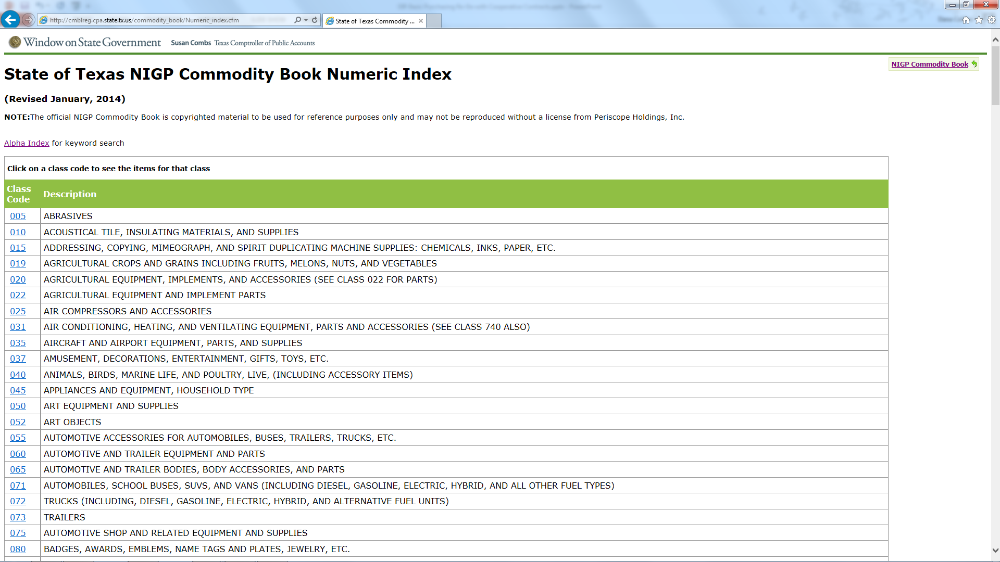 http://cmblreg.cpa.state.tx.us/commodity_book/Numeric_index.cfm
State of Texas Commodity ...
Window on State Government Susan Combs Texas Comptroller of Public Accounts
NIGP Commodity Book
State of Texas NIGP Commodity Book Numeric Index
(Revised January, 2014)
NOTE:The official NIGP Commodity Book is copyrighted material to be used for reference purposes only and may not be reproduced without a license from Periscope Holdings, Inc.
Alpha Index for keyword search
Click on a class code to see the items for that class
Class Code Description
005 ABRASIVES
010 ACOUSTICAL TILE, INSULATING MATERIALS, AND SUPPLIES
015 ADDRESSING, COPYING, MIMEOGRAPH, AND SPIRIT DUPLICATING MACHINE SUPPLIES: CHEMICALS, INKS, PAPER, ETC.
019 AGRICULTURAL CROPS AND GRAINS INCLUDING FRUITS, MELONS, NUTS, AND VEGETABLES
020 AGRICULTURAL EQUIPMENT, IMPLEMENTS, AND ACCESSORIES (SEE CLASS 022 FOR PARTS)
022 AGRICULTURAL EQUIPMENT AND IMPLEMENT PARTS
025 AIR COMPRESSORS AND ACCESSORIES
031 AIR CONDITIONING, HEATING, AND VENTILATING EQUIPMENT, PARTS AND ACCESSORIES (SEE CLASS 740 ALSO)
035 AIRCRAFT AND AIRPORT EQUIPMENT, PARTS, AND SUPPLIES
037 AMUSEMENT, DECORATIONS, ENTERTAINMENT, GIFTS, TOYS, ETC.
040 ANIMALS, BIRDS, MARINE LIFE, AND POULTRY, LIVE, (INCLUDING ACCESSORY ITEMS)
045 APPLIANCES AND EQUIPMENT, HOUSEHOLD TYPE
050 ART EQUIPMENT AND SUPPLIES
052 ART OBJECTS
055 AUTOMOTIVE ACCESSORIES FOR AUTOMOBILES, BUSES, TRAILERS, TRUCKS, ETC.
060 AUTOMOTIVE AND TRAILER EQUIPMENT AND PARTS
065 AUTOMOTIVE AND TRAILER BODIES, BODY ACCESSORIES, AND PARTS
071 AUTOMOBILES, SCHOOL BUSES, SUVS, AND VANS (INCLUDING DIESEL, GASOLINE, ELECTRIC, HYBRID, AND ALL OTHER FUEL TYPES)
072 TRUCKS (INCLUDING, DIESEL, GASOLINE, ELECTRIC, HYBRID, AND ALTERNATIVE FUEL UNITS)
073 TRAILERS
075 AUTOMOTIVE SHOP AND RELATED EQUIPMENT AND SUPPLIES
080 BADGES, AWARDS, EMBLEMS, NAME TAGS AND PLATES, JEWELRY, ETC.